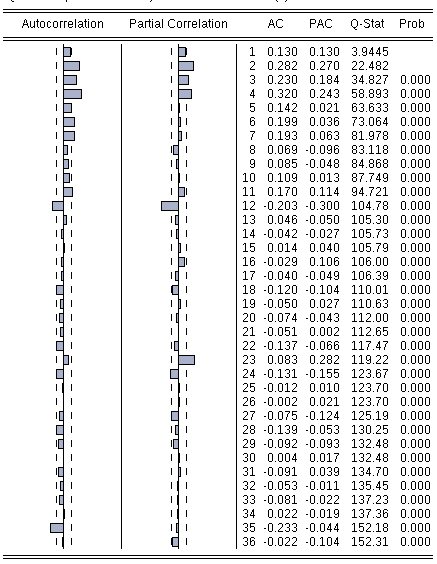 Autocorrelation Partial Correlation AC PAC Q-Stat Prob
1 0.130 0.130 3.9445
2 0.282 0.270 22.482
3 0.230 0.184 34.827 0.000
4 0.320 0.243 58.893 0.000
5 0.142 0.021 63.633 0.000
6 0.199 0.036 73.064 0.000
7 0.193 0.063 81.978 0.000
8 0.069 -0.096 83.118 0.000
9 0.085 -0.048 84.868 0.000
10 0.109 0.013 87.749 0.000
11 0.170 0.114 94.721 0.000
12 -0.203 -0.300 104.78 0.000
13 0.046 -0.050 105.30 0.000
14 -0.042 -0.027 105.73 0.000
15 0.014 0.040 105.79 0.000
16 -0.029 0.106 106.00 0.000
17 -0.040 -0.049 106.39 0.000
18 -0.120 -0.104 110.01 0.000
19 -0.050 0.027 110.63 0.000
20 -0.074 -0.043 112.00 0.000
21 -0.051 0.002 112.65 0.000
22 -0.137 -0.066 117.47 0.000
23 0.083 0.282 119.22 0.000
24 -0.131 -0.155 123.67 0.000
25 -0.012 0.010 123.70 0.000
26 -0.002 0.021 123.70 0.000
27 -0.075 -0.124 125.19 0.000
28 -0.139 -0.053 130.25 0.000
29 -0.092 -0.093 132.48 0.000
30 0.004 0.017 132.48 0.000
31 -0.091 0.039 134.70 0.000
32 -0.053 -0.011 135.45 0.000
33 -0.081 -0.022 137.23 0.000
34 0.022 -0.019 137.36 0.000
35 -0.233 -0.044 152.18 0.000
36 -0.022 -0.104 152.31 0.000